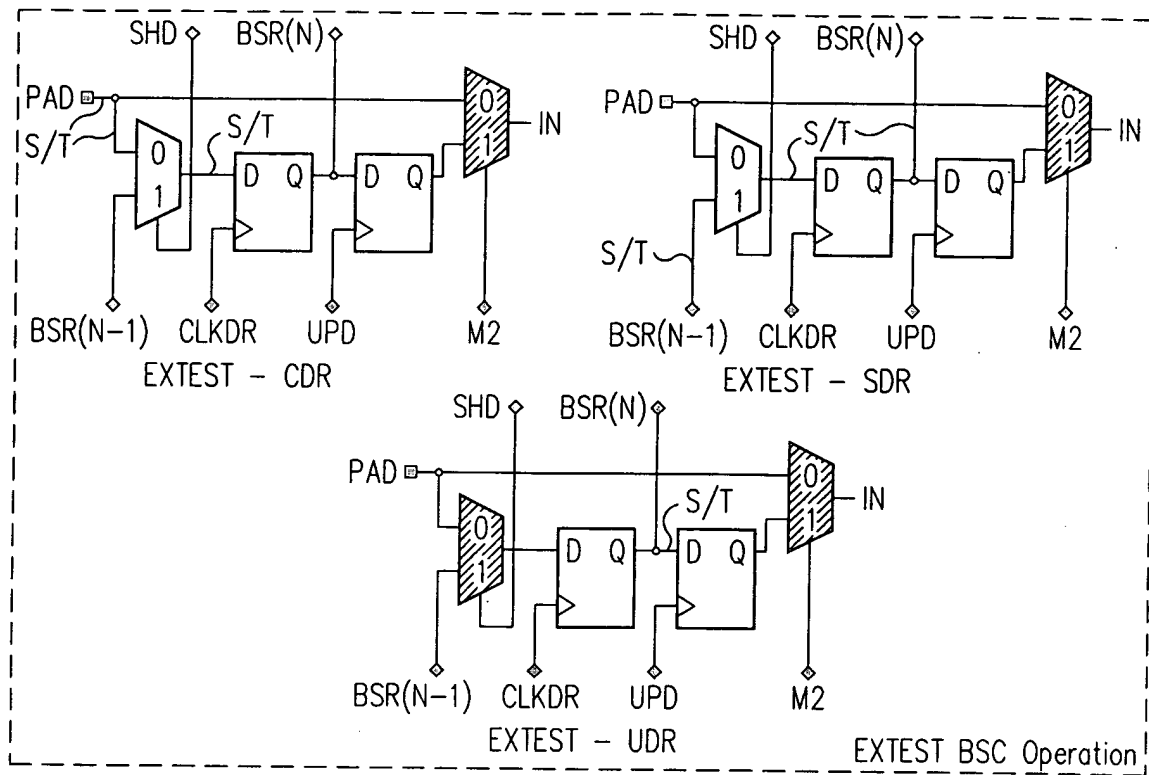 SHD BSR(N)
PAD
0
IN
S/T
S/T
0
1
1
D Q D Q
BSR(N-1) CLKDR UPD M2
EXTEST - CDR
SHD BSR(N)
PAD
0
IN
S/T
0
1
1
D Q D Q
S/T
BSR(N-1) CLKDR UPD M2
EXTEST - SDR
SHD BSR(N)
PAD
0
IN
S/T
0
1
1
D Q D Q
BSR(N-1) CLKDR UPD M2
EXTEST - UDR
EXTEST BSC Operation